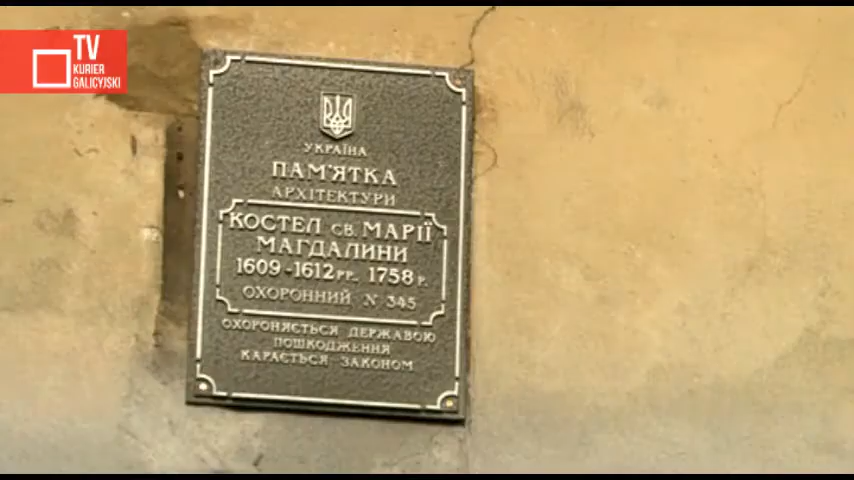 TV
KURIER
GALICYJSKI
УКРАЇНА
ПАМ'ЯТКА
АРХІТЕКТУРИ
КОСТЕЛ СВ. МАРІЇ
МАГДАЛИНИ
1609-1612 РР., 1758 Р.
ОХОРОННИЙ N 345
ОХОРОНЯЄТЬСЯ ДЕРЖАВОЮ
ПОШКОДЖЕННЯ
КАРАЄТЬСЯ ЗАКОНОМ